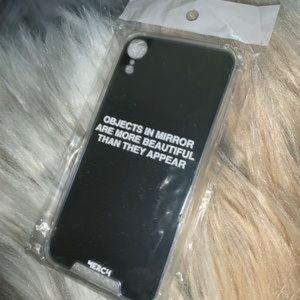 OBJECTS IN MIRROR
ARE MORE BEAUTIFUL
THAN THEY APPEAR
MERCH